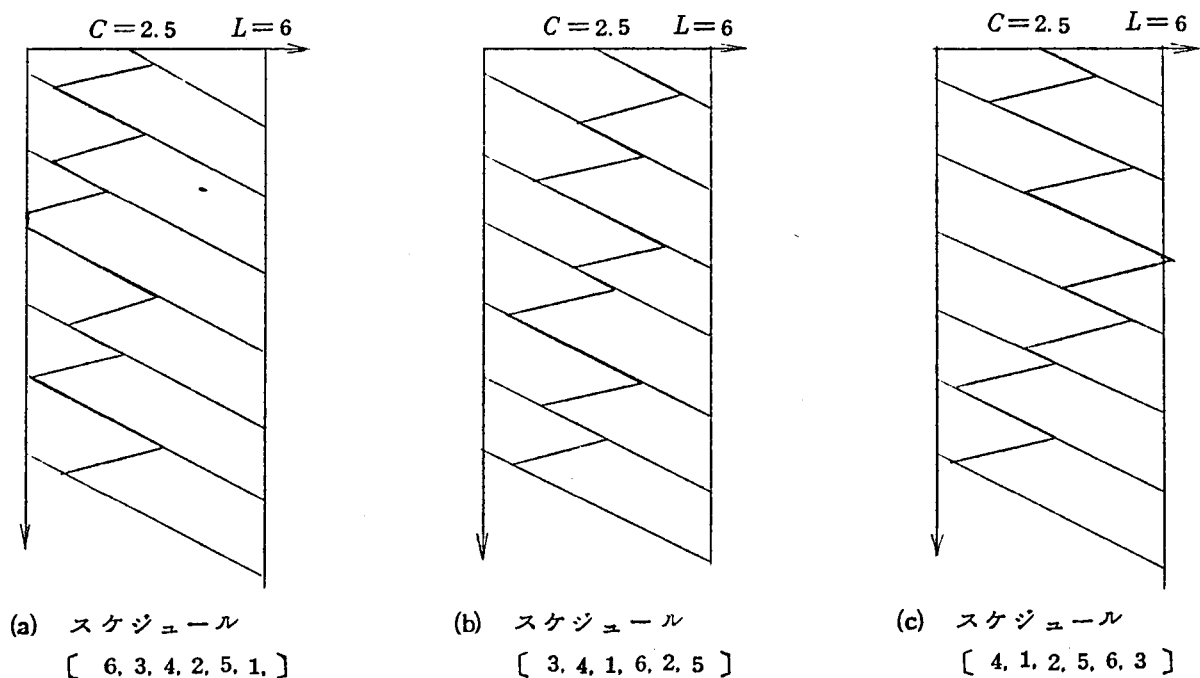 C=2.5 L=6
C=2.5 L=6
C=2.5 L=6
(a) スケジュール
[ 6, 3, 4, 2, 5, 1, ]
(b) スケジュール
[ 3, 4, 1, 6, 2, 5 ]
(c) スケジュール
[ 4, 1, 2, 5, 6, 3 ]